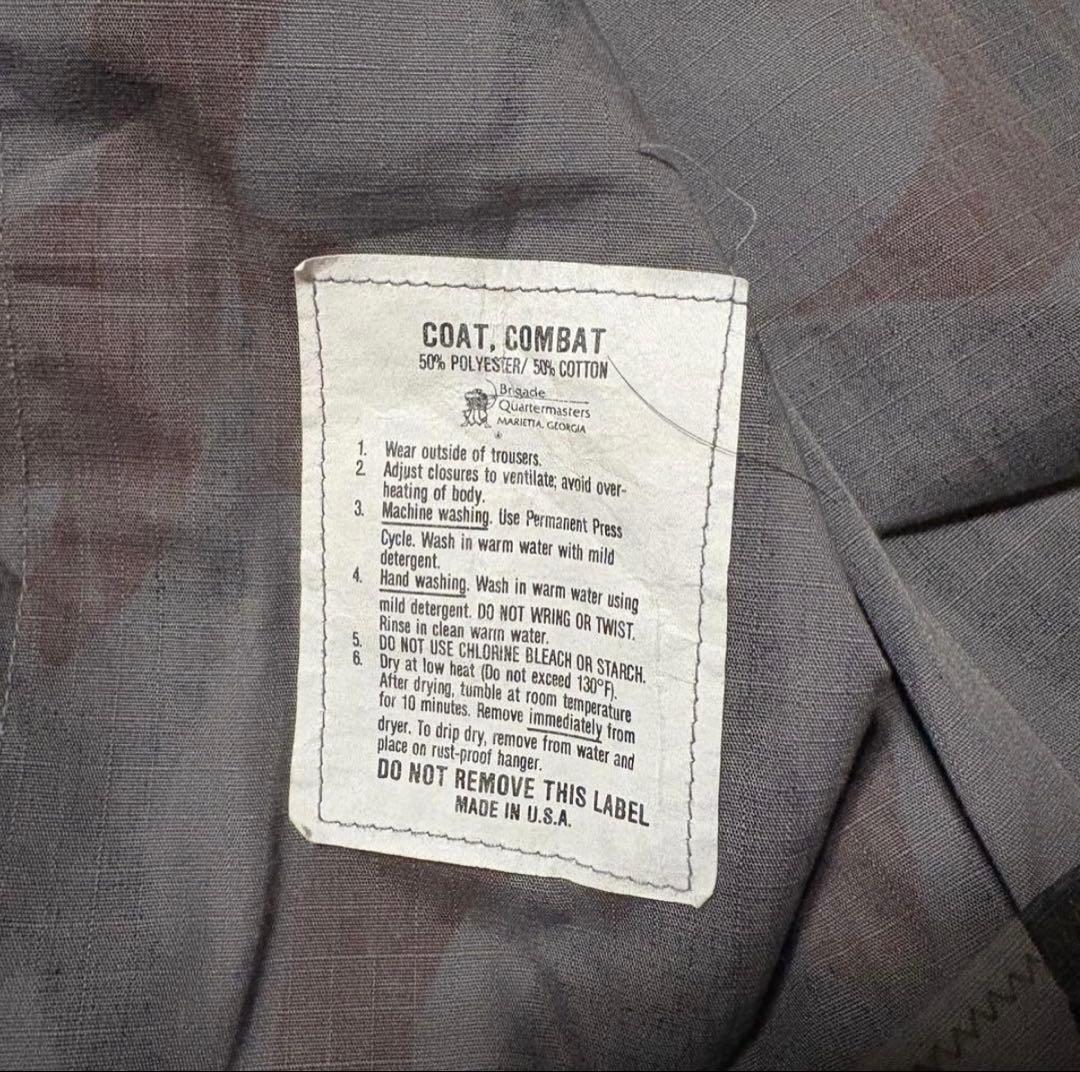 COAT, COMBAT
50% POLYESTER/ 50% COTTON
Brigade
Quartermasters
MARIETTA, GEORGIA
1. Wear outside of trousers.
2. Adjust closures to ventilate; avoid over-
heating of body.
3. Machine washing. Use Permanent Press
Cycle. Wash in warm water with mild
detergent.
4. Hand washing. Wash in warm water using
mild detergent. DO NOT WRING OR TWIST.
Rinse in clean warm water.
5. DO NOT USE CHLORINE BLEACH OR STARCH.
6. Dry at low heat (Do not exceed 130°F).
After drying, tumble at room temperature
for 10 minutes. Remove immediately from
dryer. To drip dry, remove from water and
place on rust-proof hanger.
DO NOT REMOVE THIS LABEL
MADE IN U.S.A.